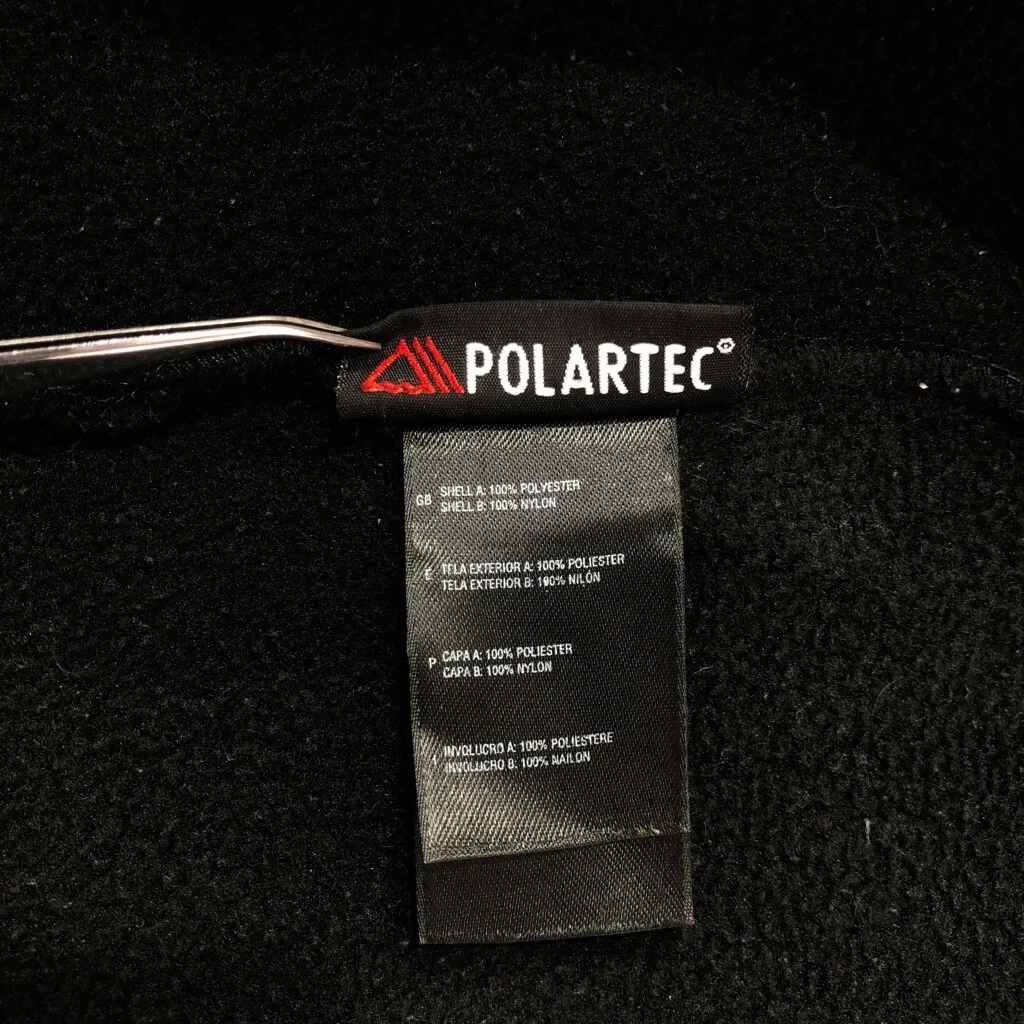 POLARTEC®
GB SHELL A: 100% POLYESTER
SHELL B: 100% NYLON
E TELA EXTERIOR A: 100% POLIESTER
TELA EXTERIOR B: 100% NILÓN
P CAPA A: 100% POLIESTER
CAPA B: 100% NYLON
I INVOLUCRO A: 100% POLIESTERE
INVOLUCRO B: 100% NAILON